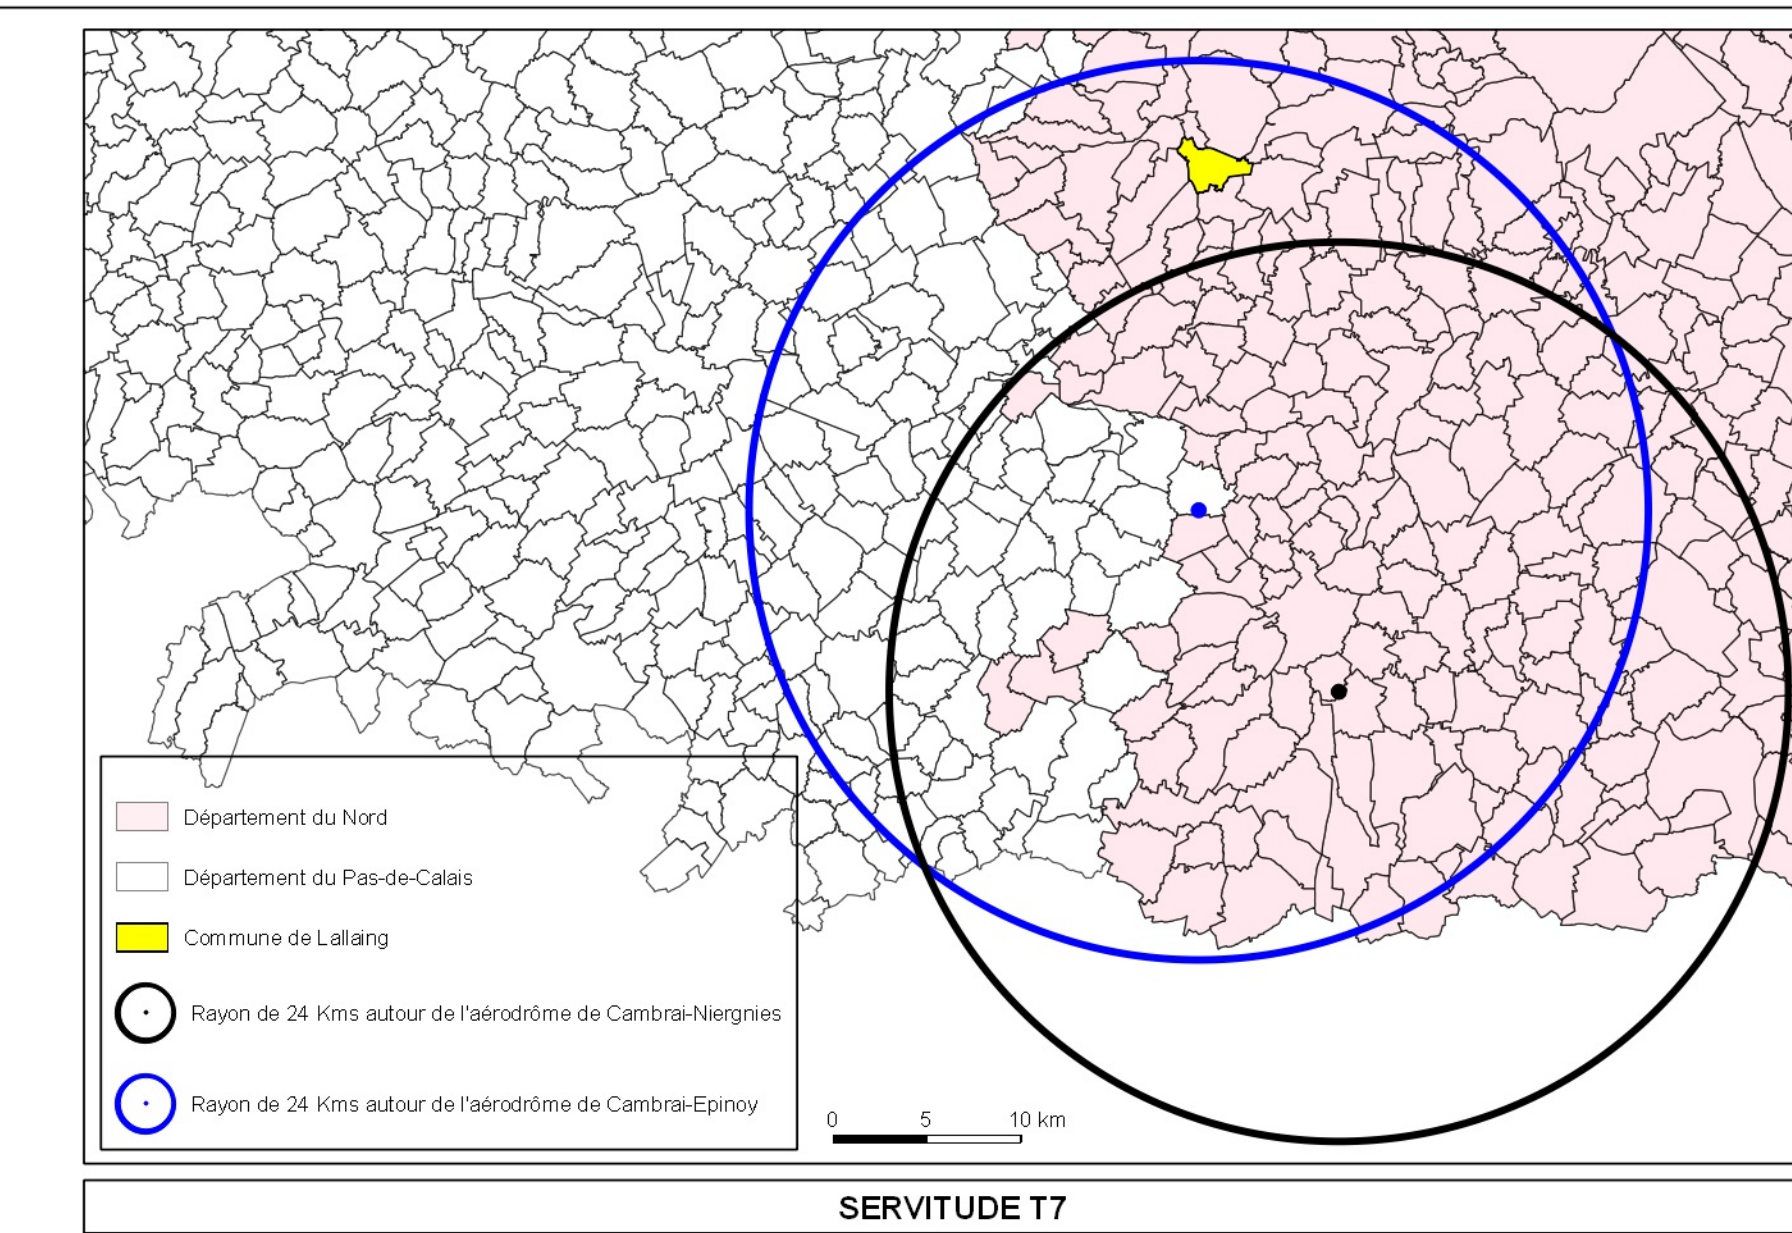 Département du Nord
Département du Pas-de-Calais
Commune de Lallaing
Rayon de 24 Kms autour de l'aérodrôme de Cambrai-Niergnies
Rayon de 24 Kms autour de l'aérodrôme de Cambrai-Epinoy
0 5 10 km
SERVITUDE T7